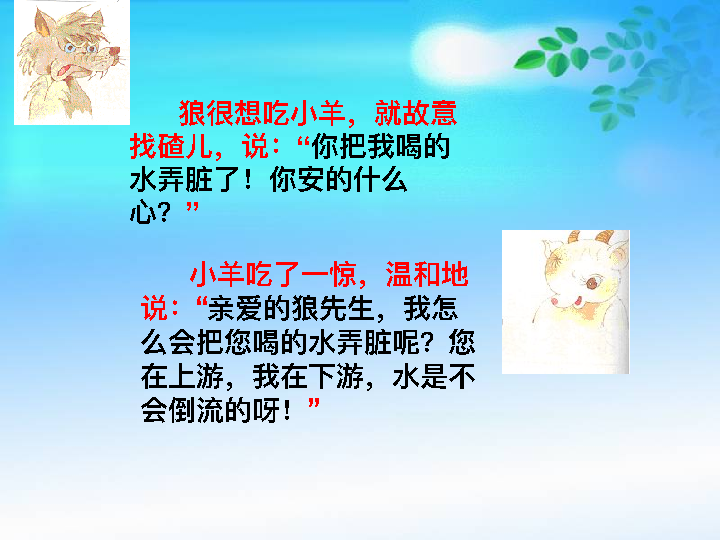 狼很想吃小羊，就故意
找碴儿，说：“你把我喝的
水弄脏了！你安的什么
心？”
小羊吃了一惊，温和地
说：“亲爱的狼先生，我怎
么会把您喝的水弄脏呢？您
在上游，我在下游，水是不
会倒流的呀！”